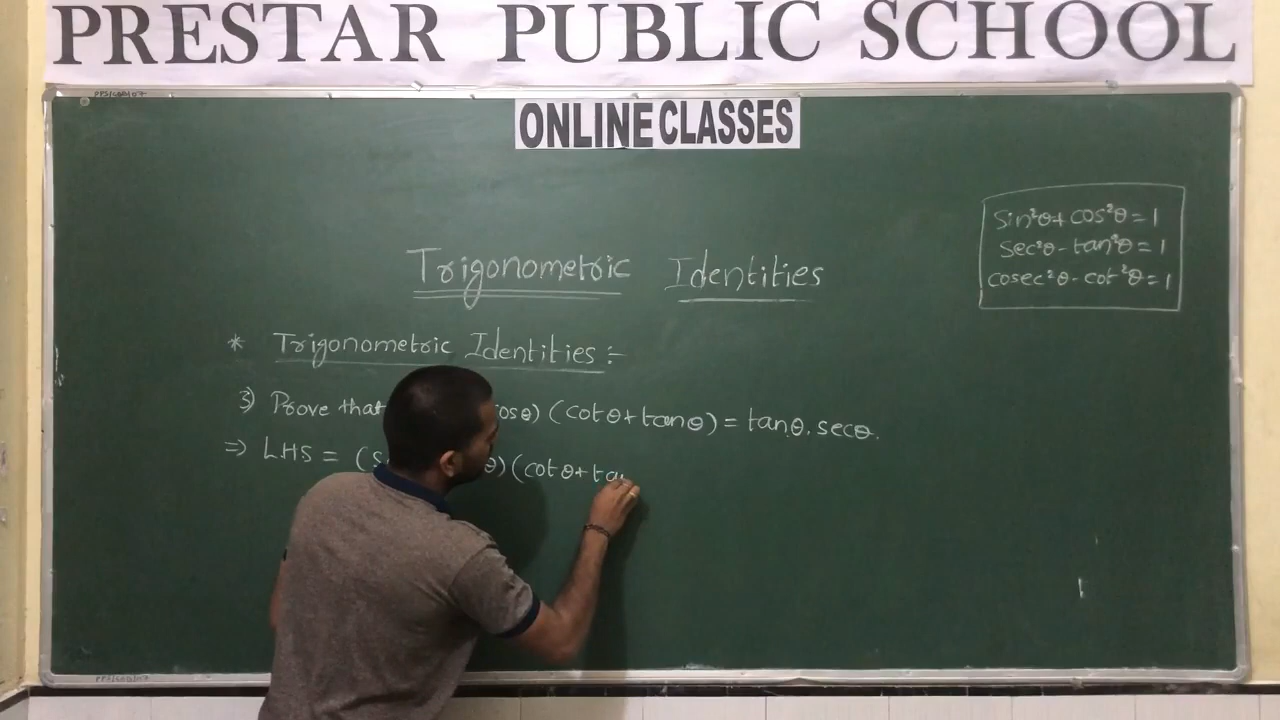 PRESTAR PUBLIC SCHOOL
ONLINE CLASSES
Sin²θ + cos²θ = 1
Sec²θ - tan²θ = 1
cosec²θ - cot²θ = 1
Trigonometric Identities
* Trigonometric Identities :-
3) Prove that osθ) (cotθ + tanθ) = tanθ. secθ.
⇒ LHS = (S θ) (cotθ + ta